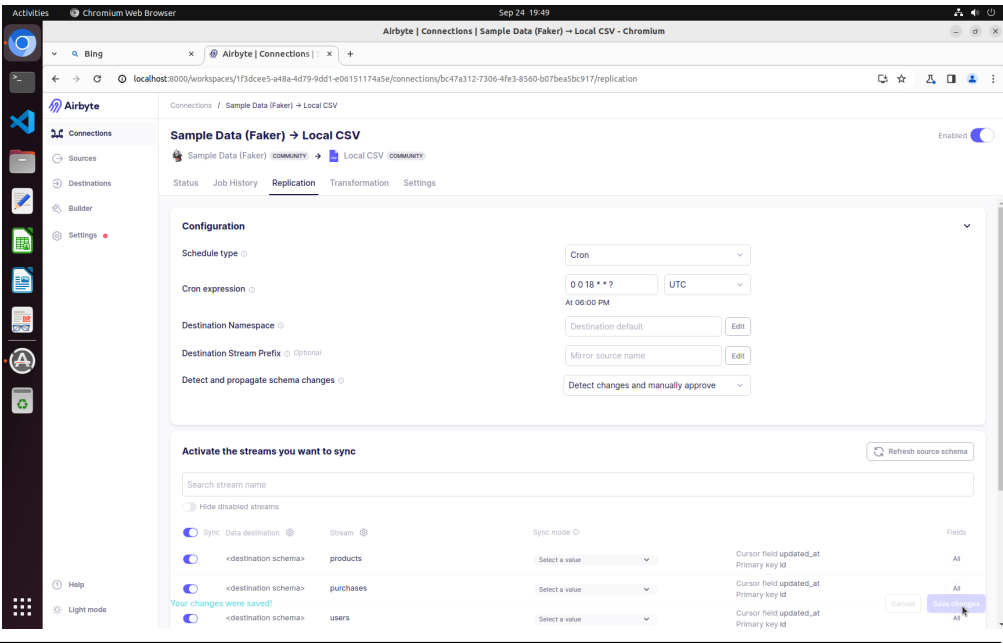 Activities Chromium Web Browser Sep 24 19:49
Airbyte | Connections | Sample Data (Faker) → Local CSV - Chromium
Bing Airbyte | Connections |
localhost:8000/workspaces/1f3dcee5-a48a-4d79-9dd1-e06151174a5e/connections/bc47a312-7306-4fe3-8560-b07bea5bc917/replication
Airbyte
Connections
Sources
Destinations
Builder
Settings
Help
Light mode
Connections / Sample Data (Faker) → Local CSV
Sample Data (Faker) → Local CSV
Enabled
Sample Data (Faker) COMMUNITY → Local CSV COMMUNITY
Status Job History Replication Transformation Settings
Configuration
Schedule type Cron
Cron expression 0 0 18 * * ? UTC
At 06:00 PM
Destination Namespace Destination default Edit
Destination Stream Prefix Optional Mirror source name Edit
Detect and propagate schema changes Detect changes and manually approve
Activate the streams you want to sync Refresh source schema
Search stream name
Hide disabled streams
Sync Data destination Stream Sync mode Fields
<destination schema> products Select a value Cursor field updated_at All
Primary key id
<destination schema> purchases Select a value Cursor field updated_at All
Primary key id
Your changes were saved! Cancel Save changes
<destination schema> users Select a value Cursor field updated_at All
Primary key id